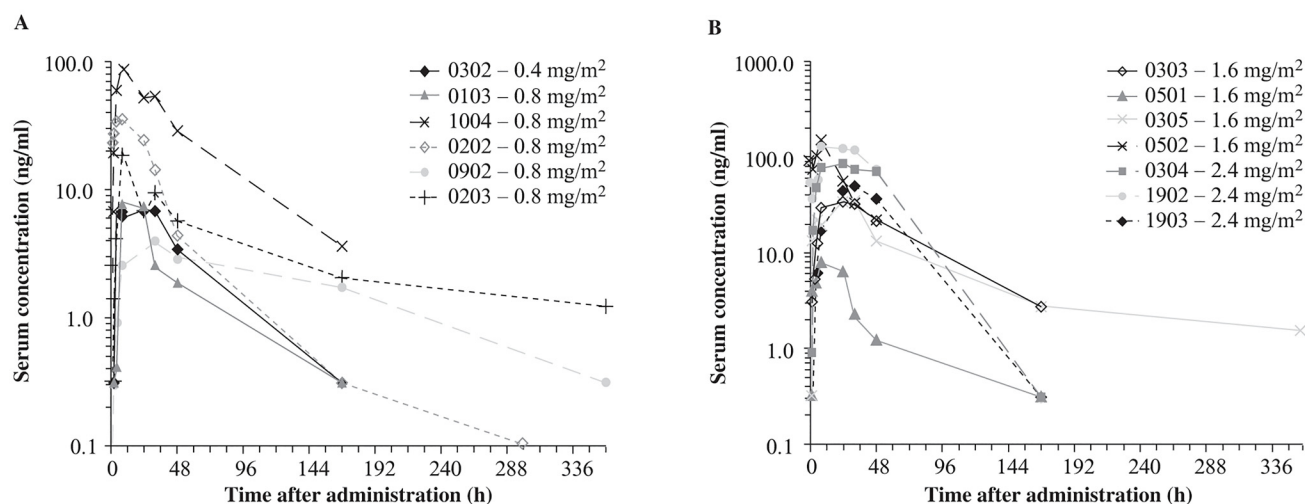 A
Serum concentration (ng/ml)
100.0
10.0
1.0
0.1
0302 – 0.4 mg/m²
0103 – 0.8 mg/m²
1004 – 0.8 mg/m²
0202 – 0.8 mg/m²
0902 – 0.8 mg/m²
0203 – 0.8 mg/m²
0 48 96 144 192 240 288 336
Time after administration (h)
B
Serum concentration (ng/ml)
1000.0
100.0
10.0
1.0
0.1
0303 – 1.6 mg/m²
0501 – 1.6 mg/m²
0305 – 1.6 mg/m²
0502 – 1.6 mg/m²
0304 – 2.4 mg/m²
1902 – 2.4 mg/m²
1903 – 2.4 mg/m²
0 48 96 144 192 240 288 336
Time after administration (h)